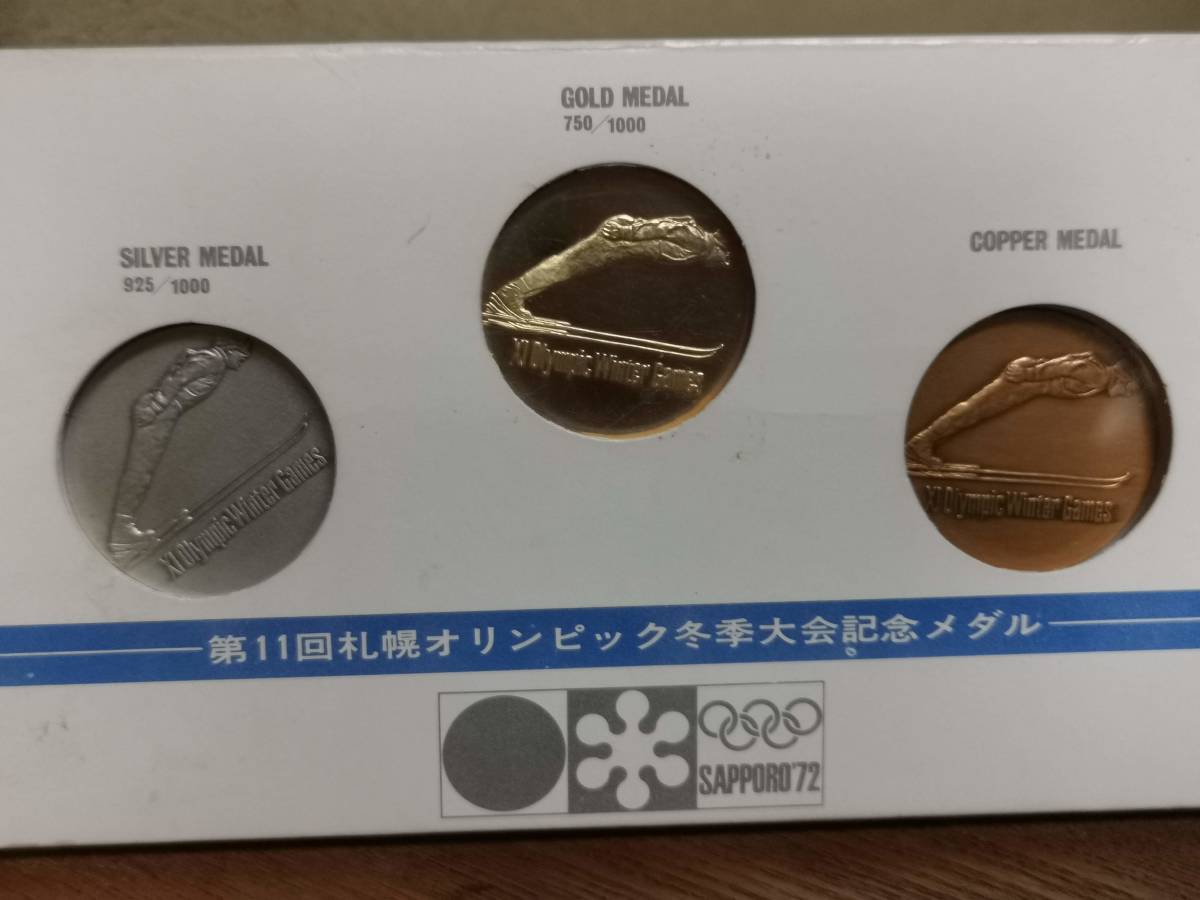 GOLD MEDAL
750/1000
SILVER MEDAL
925/1000
COPPER MEDAL
XI Olympic Winter Games
XI Olympic Winter Games
XI Olympic Winter Games
第11回札幌オリンピック冬季大会記念メダル
SAPPORO'72